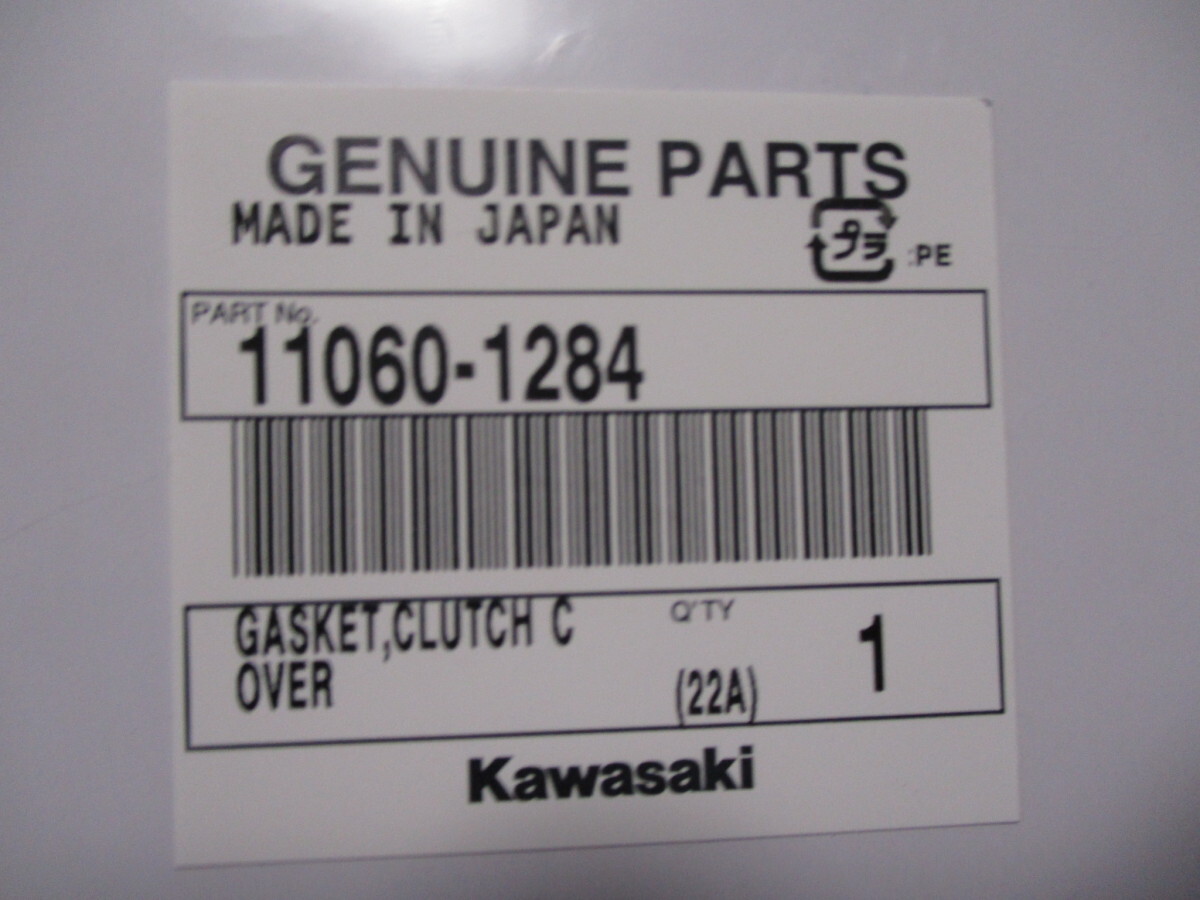 GENUINE PARTS
MADE IN JAPAN
プラ :PE
PART No.
11060-1284
GASKET,CLUTCH C
OVER
Q'TY
(22A)
1
Kawasaki